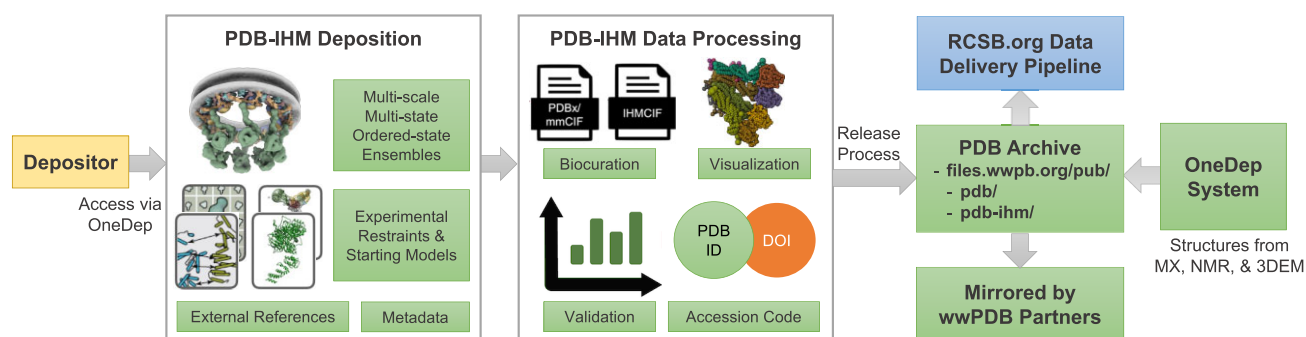 Depositor
Access via
OneDep
PDB-IHM Deposition
Multi-scale
Multi-state
Ordered-state
Ensembles
Experimental
Restraints &
Starting Models
External References
Metadata
PDB-IHM Data Processing
PDBx/
mmCIF
IHMCIF
Biocuration
Visualization
PDB
ID
DOI
Validation
Accession Code
Release
Process
RCSB.org Data
Delivery Pipeline
PDB Archive
- files.wwpb.org/pub/
- pdb/
- pdb-ihm/
Mirrored by
wwPDB Partners
OneDep
System
Structures from
MX, NMR, & 3DEM